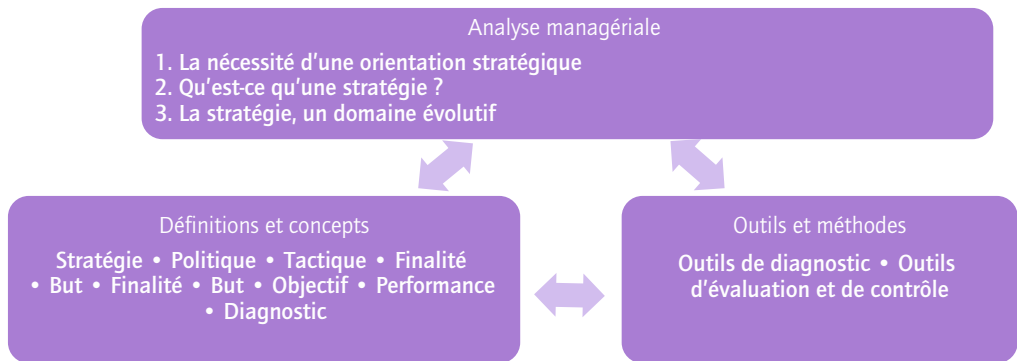 Analyse managériale
1. La nécessité d'une orientation stratégique
2. Qu'est-ce qu'une stratégie ?
3. La stratégie, un domaine évolutif
Définitions et concepts
Stratégie • Politique • Tactique • Finalité
• But • Finalité • But • Objectif • Performance
• Diagnostic
Outils et méthodes
Outils de diagnostic • Outils
d'évaluation et de contrôle